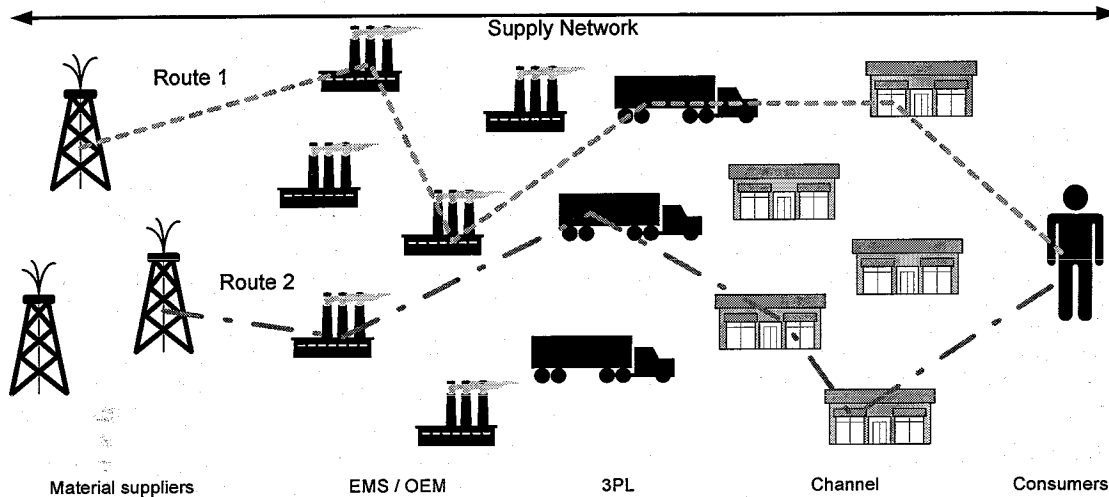 Supply Network
Route 1
Route 2
Material suppliers
EMS / OEM
3PL
Channel
Consumers